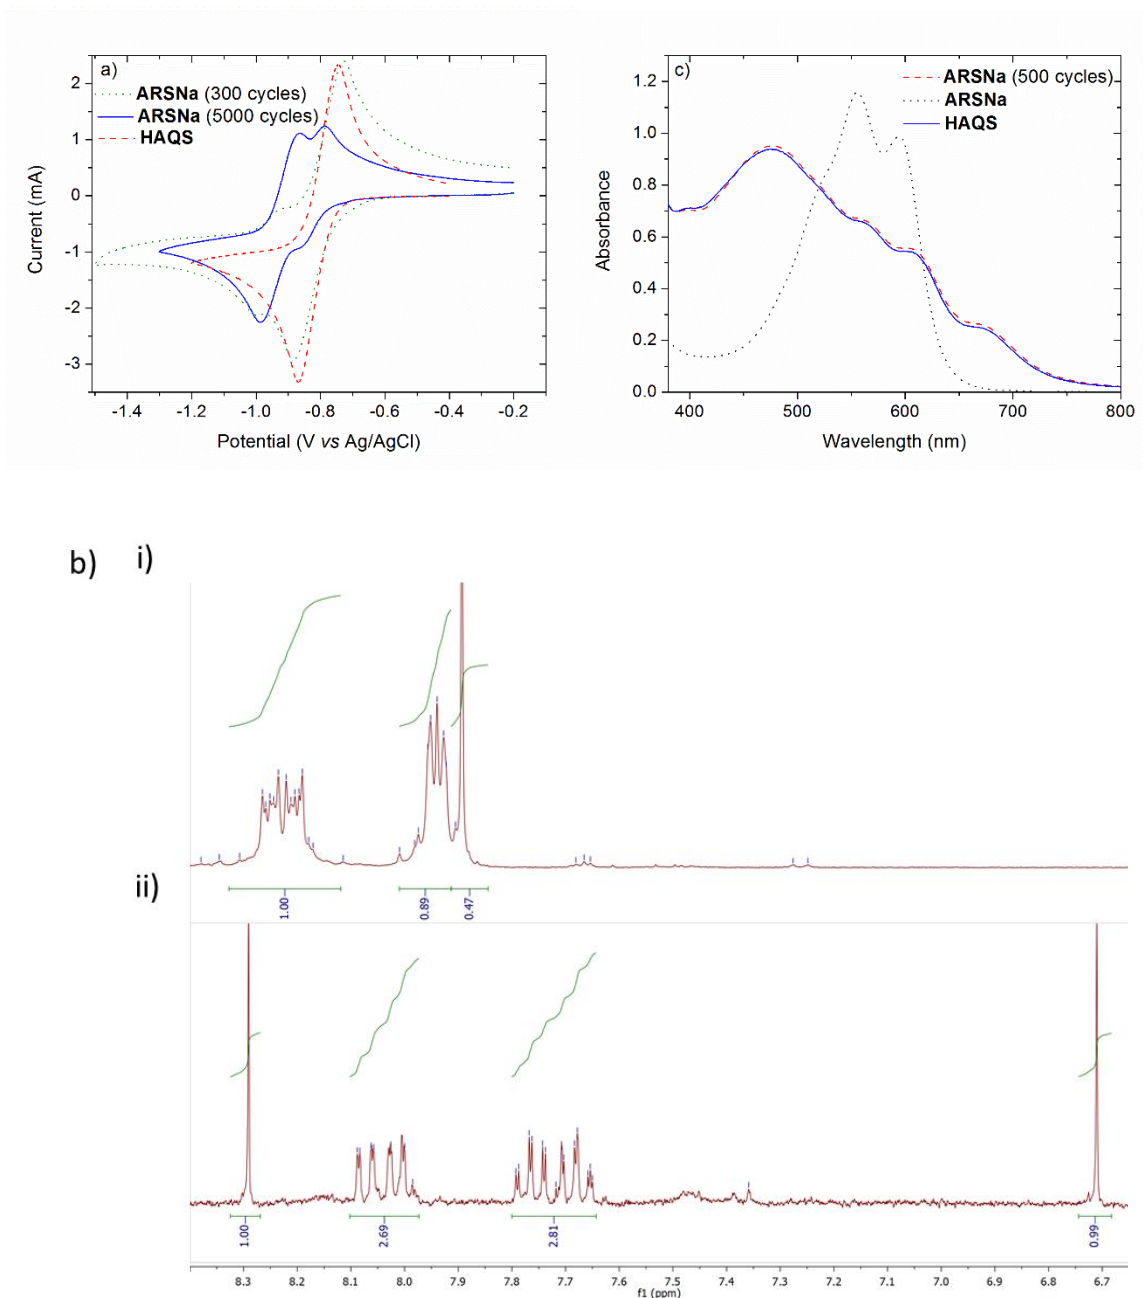 a)
ARSNa (300 cycles)
ARSNa (5000 cycles)
HAQS
2
1
0
-1
-2
-3
Current (mA)
-1.4 -1.2 -1.0 -0.8 -0.6 -0.4 -0.2
Potential (V vs Ag/AgCl)
c)
ARSNa (500 cycles)
ARSNa
HAQS
1.2
1.0
0.8
0.6
0.4
0.2
0.0
Absorbance
400 500 600 700 800
Wavelength (nm)
b) i)
1.00 0.89 0.47
ii)
1.00 2.69 2.81 0.99
8.3 8.2 8.1 8.0 7.9 7.8 7.7 7.6 7.5 7.4 7.3 7.2 7.1 7.0 6.9 6.8 6.7
f1 (ppm)